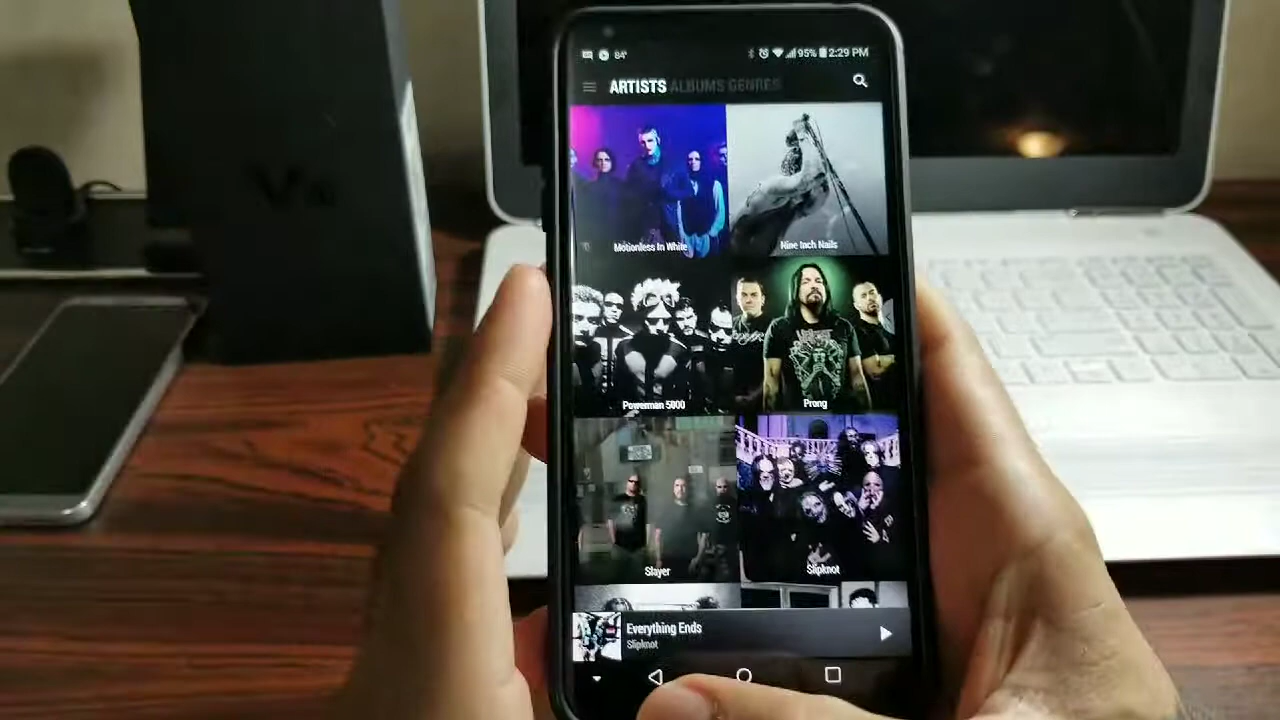 84° 95% 2:29 PM
ARTISTS ALBUMS GENRES
Motionless In White Nine Inch Nails
Powerman 5000 Prong
Slayer Slipknot
Everything Ends
Slipknot